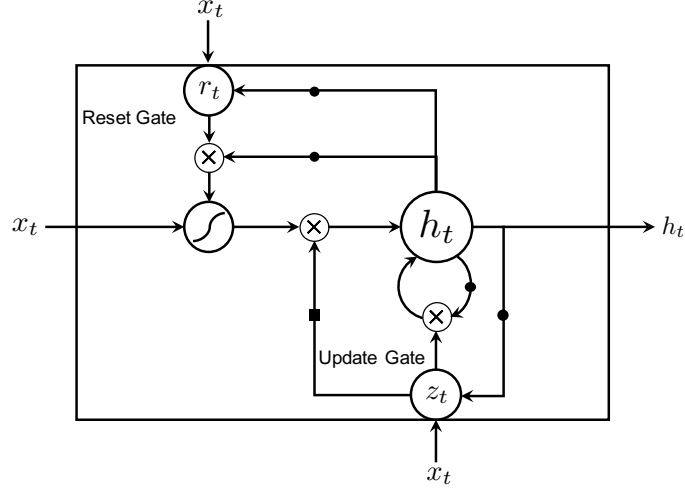 x_t
r_t
Reset Gate
x_t
h_t
h_t
Update Gate
z_t
x_t